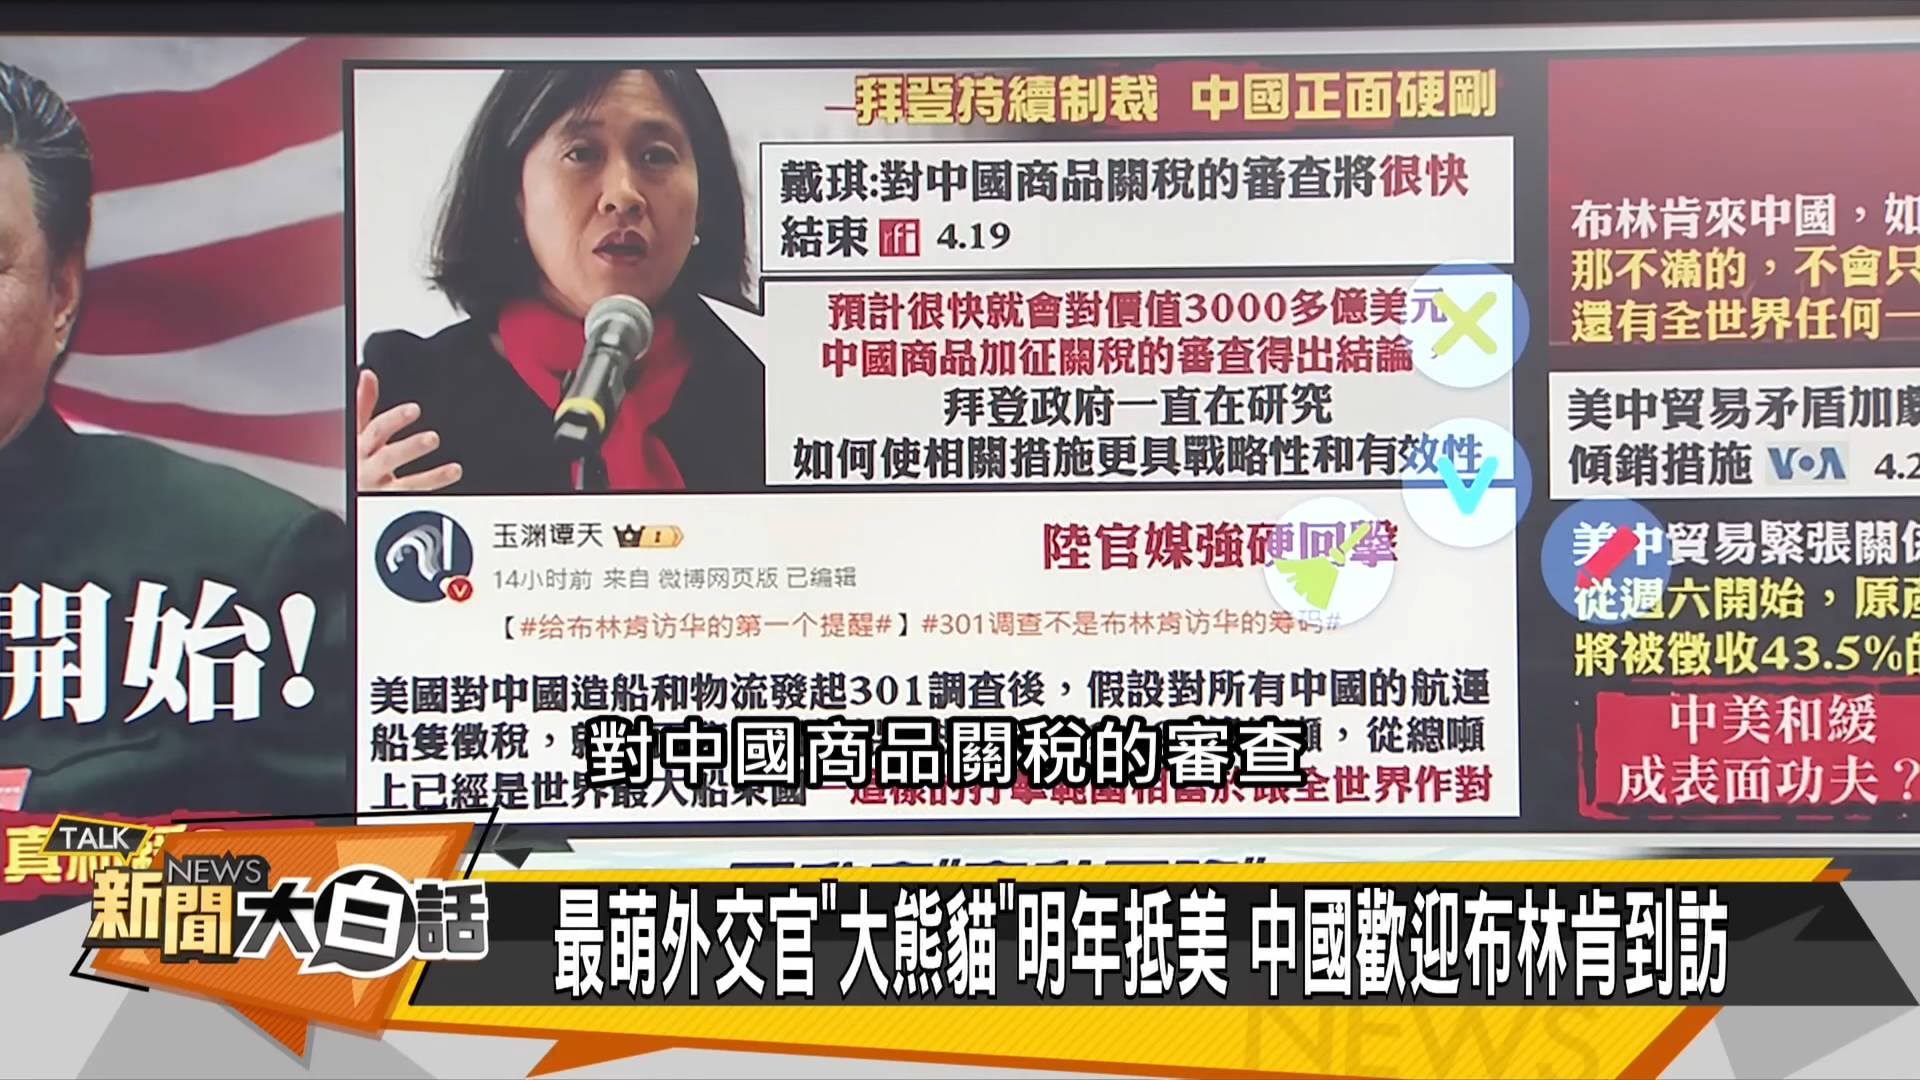 拜登持續制裁 中國正面硬剛
戴琪:對中國商品關稅的審查將很快
結束 rfi 4.19
預計很快就會對價值3000多億美元
中國商品加征關稅的審查得出結論，
拜登政府一直在研究
如何使相關措施更具戰略性和有效性
玉渊谭天
14小时前 来自 微博网页版 已编辑
陸官媒強硬回擊
【#给布林肯访华的第一个提醒#】#301调查不是布林肯访华的筹码#
美國對中國造船和物流發起301調查後，假設對所有中國的航運
船隻徵稅，
，從總噸
上已經是世界最大船東國
這樣的打擊範圍相當於跟全世界作對
布林肯來中國，如
那不滿的，不會只
還有全世界任何一
美中貿易矛盾加劇
傾銷措施 VOA 4.2
美中貿易緊張關係
從週六開始，原產
將被徵收43.5%的
中美和緩
成表面功夫？
開始!
對中國商品關稅的審查
TALK
NEWS
新聞大白話
最萌外交官"大熊貓"明年抵美 中國歡迎布林肯到訪
NEWS